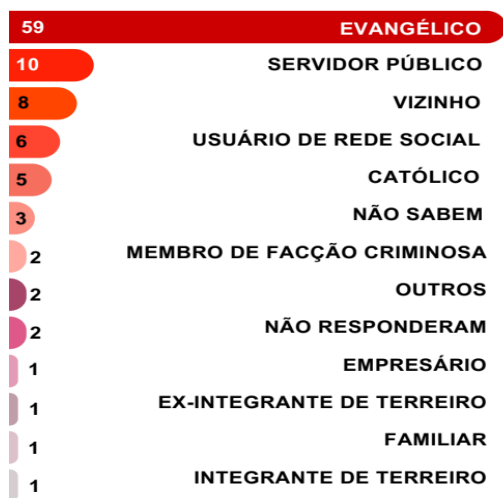 59 EVANGÉLICO
10 SERVIDOR PÚBLICO
8 VIZINHO
6 USUÁRIO DE REDE SOCIAL
5 CATÓLICO
3 NÃO SABEM
2 MEMBRO DE FACÇÃO CRIMINOSA
2 OUTROS
2 NÃO RESPONDERAM
1 EMPRESÁRIO
1 EX-INTEGRANTE DE TERREIRO
1 FAMILIAR
1 INTEGRANTE DE TERREIRO